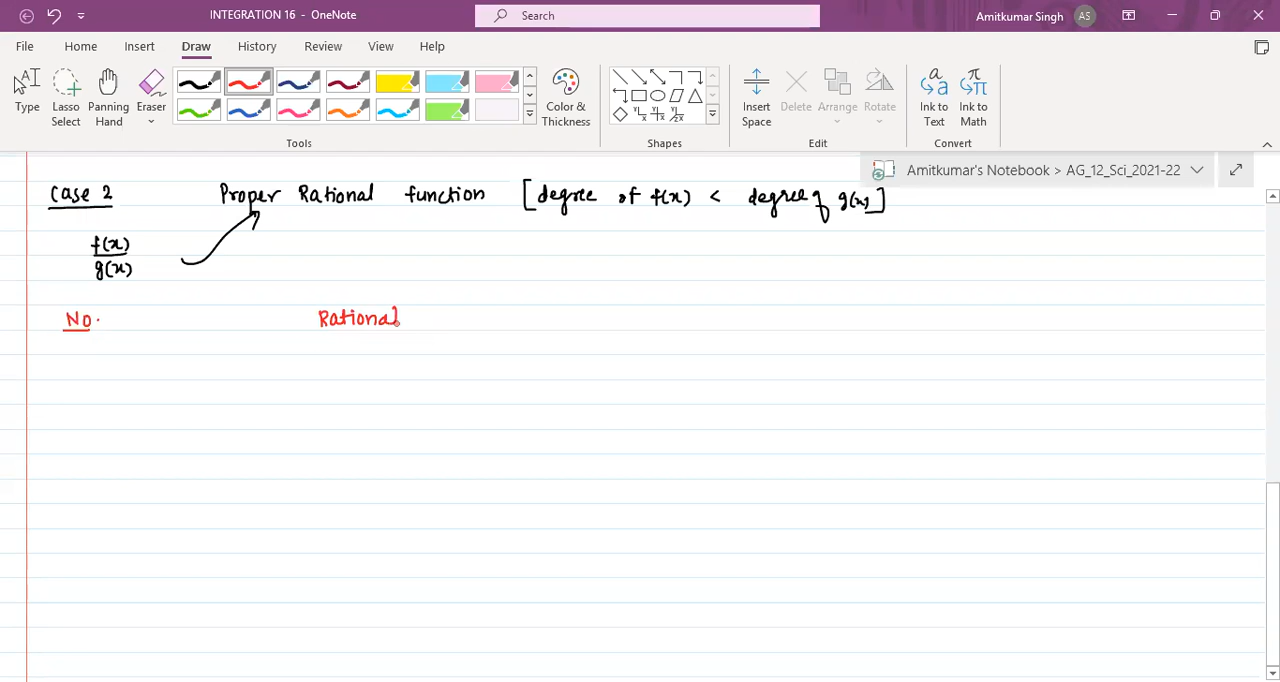 INTEGRATION 16 - OneNote
Search
Amitkumar Singh AS
File Home Insert Draw History Review View Help
Type Lasso Select Panning Hand Eraser Color & Thickness Insert Space Delete Arrange Rotate Ink to Text Ink to Math
Tools Shapes Edit Convert
Amitkumar's Notebook > AG_12_Sci_2021-22
Case 2 Proper Rational function [degree of f(x) < degree of g(x)]
f(x)
g(x)
No. Rational